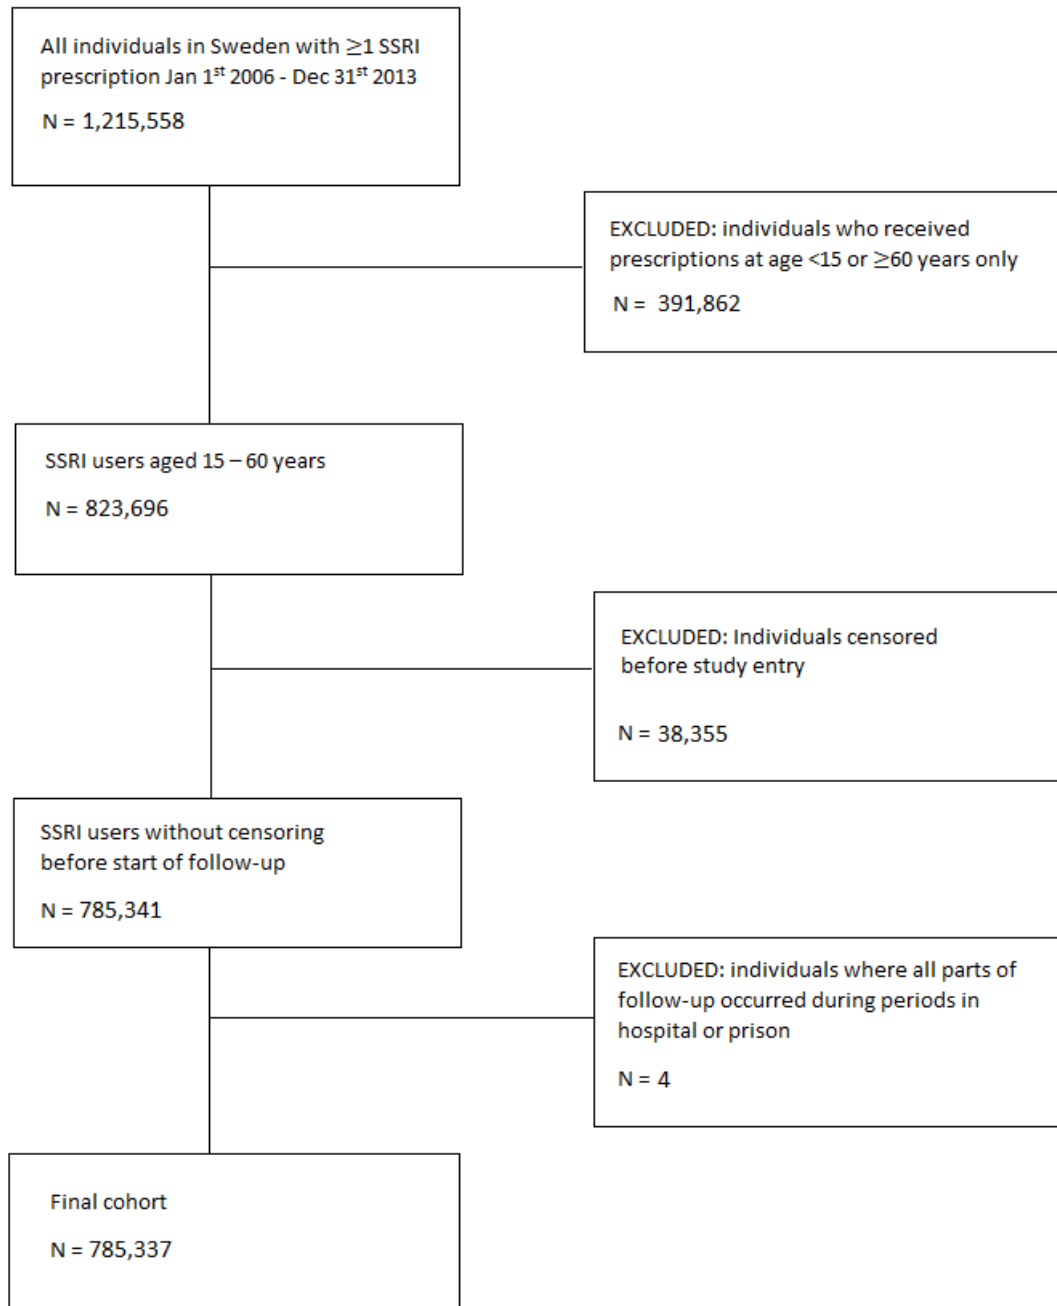 All individuals in Sweden with ≥1 SSRI
prescription Jan 1st 2006 - Dec 31st 2013
N = 1,215,558
EXCLUDED: individuals who received
prescriptions at age <15 or ≥60 years only
N = 391,862
SSRI users aged 15 – 60 years
N = 823,696
EXCLUDED: Individuals censored
before study entry
N = 38,355
SSRI users without censoring
before start of follow-up
N = 785,341
EXCLUDED: individuals where all parts of
follow-up occurred during periods in
hospital or prison
N = 4
Final cohort
N = 785,337